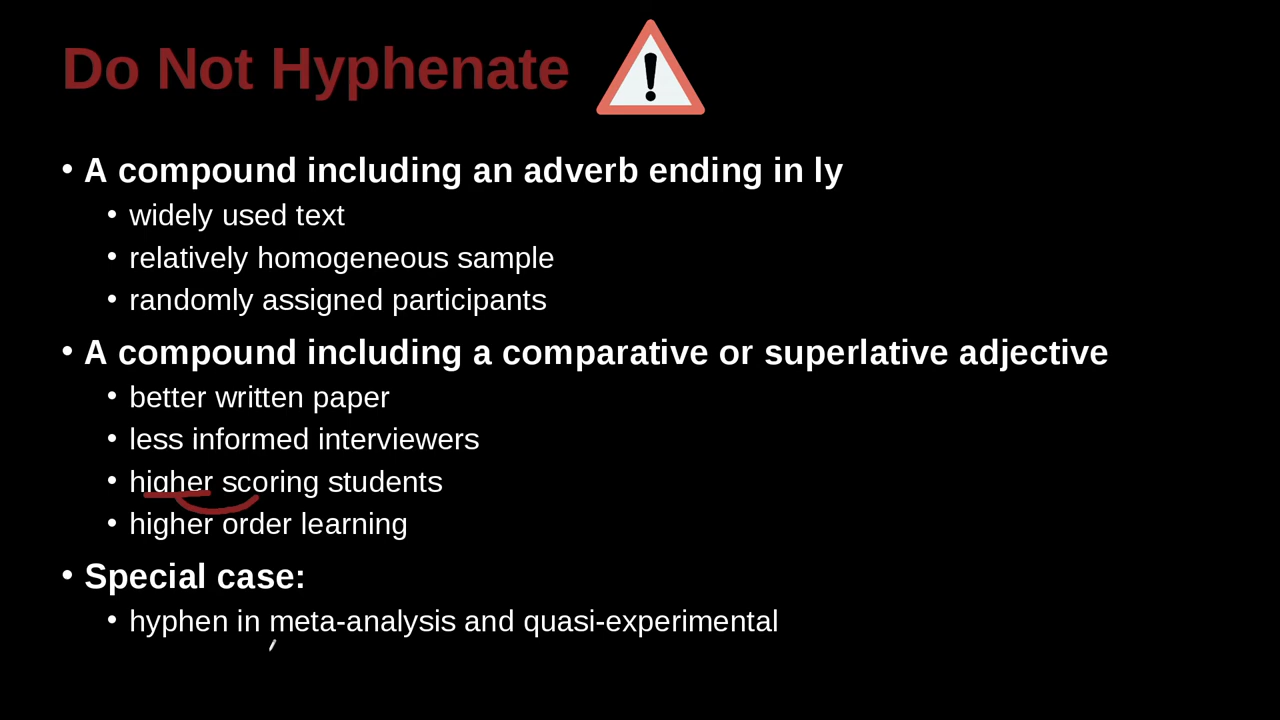 Do Not Hyphenate
• A compound including an adverb ending in ly
• widely used text
• relatively homogeneous sample
• randomly assigned participants
• A compound including a comparative or superlative adjective
• better written paper
• less informed interviewers
• higher scoring students
• higher order learning
• Special case:
• hyphen in meta-analysis and quasi-experimental